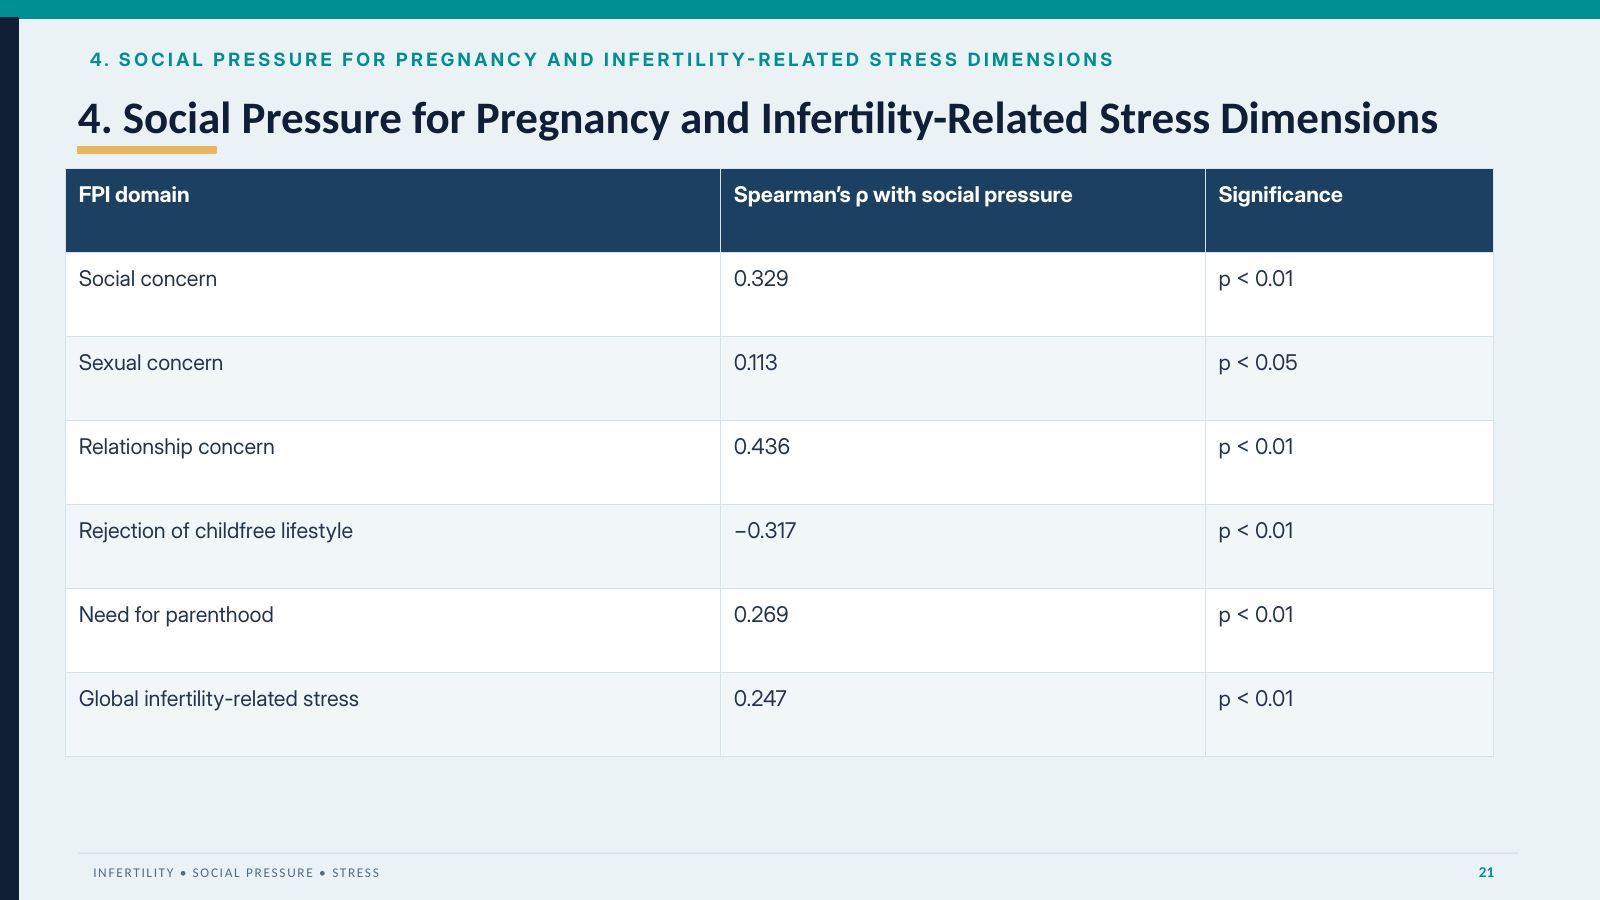 4. SOCIAL PRESSURE FOR PREGNANCY AND INFERTILITY-RELATED STRESS DIMENSIONS
4. Social Pressure for Pregnancy and Infertility-Related Stress Dimensions
FPI domain Spearman’s ρ with social pressure Significance
Social concern 0.329 p < 0.01
Sexual concern 0.113 p < 0.05
Relationship concern 0.436 p < 0.01
Rejection of childfree lifestyle −0.317 p < 0.01
Need for parenthood 0.269 p < 0.01
Global infertility-related stress 0.247 p < 0.01
INFERTILITY • SOCIAL PRESSURE • STRESS 21